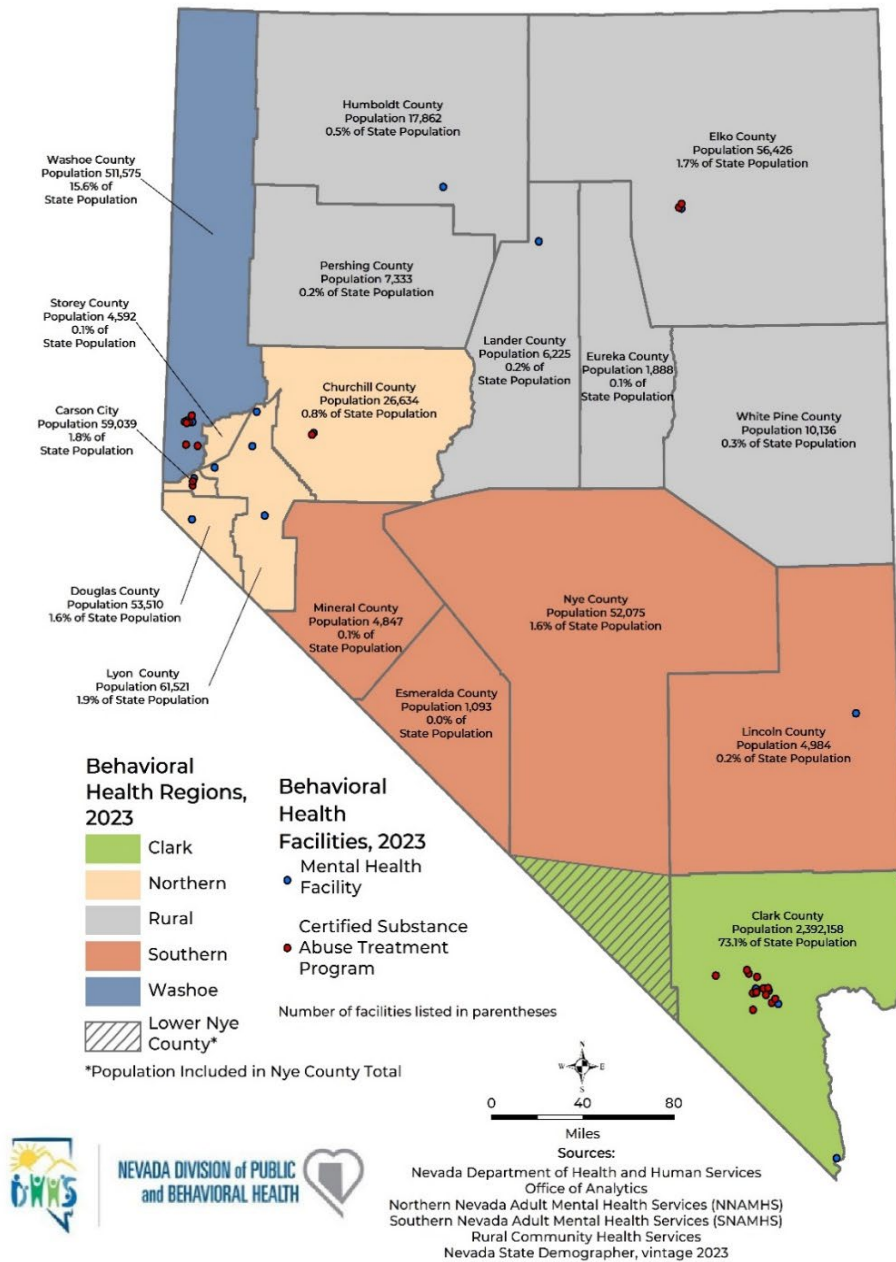 Humboldt County
Population 17,862
0.5% of State Population
Elko County
Population 56,426
1.7% of State Population
Washoe County
Population 511,575
15.6% of
State Population
Pershing County
Population 7,333
0.2% of State Population
Storey County
Population 4,592
0.1% of
State Population
Lander County
Population 6,225
0.2% of
State Population
Eureka County
Population 1,888
0.1% of
State Population
Churchill County
Population 26,634
0.8% of State Population
Carson City
Population 59,039
1.8% of
State Population
White Pine County
Population 10,136
0.3% of State Population
Douglas County
Population 53,510
1.6% of State Population
Mineral County
Population 4,847
0.1% of
State Population
Nye County
Population 52,075
1.6% of State Population
Lyon County
Population 61,521
1.9% of State Population
Esmeralda County
Population 1,093
0.0% of
State Population
Lincoln County
Population 4,984
0.2% of State Population
Clark County
Population 2,392,158
73.1% of State Population
Behavioral
Health Regions,
2023
Clark
Northern
Rural
Southern
Washoe
Lower Nye
County*
*Population Included in Nye County Total
Behavioral
Health
Facilities, 2023
Mental Health
Facility
Certified Substance
Abuse Treatment
Program
Number of facilities listed in parentheses
N
W E
S
0 40 80
Miles
Sources:
Nevada Department of Health and Human Services
Office of Analytics
Northern Nevada Adult Mental Health Services (NNAMHS)
Southern Nevada Adult Mental Health Services (SNAMHS)
Rural Community Health Services
Nevada State Demographer, vintage 2023
DHHS
NEVADA DIVISION of PUBLIC
and BEHAVIORAL HEALTH